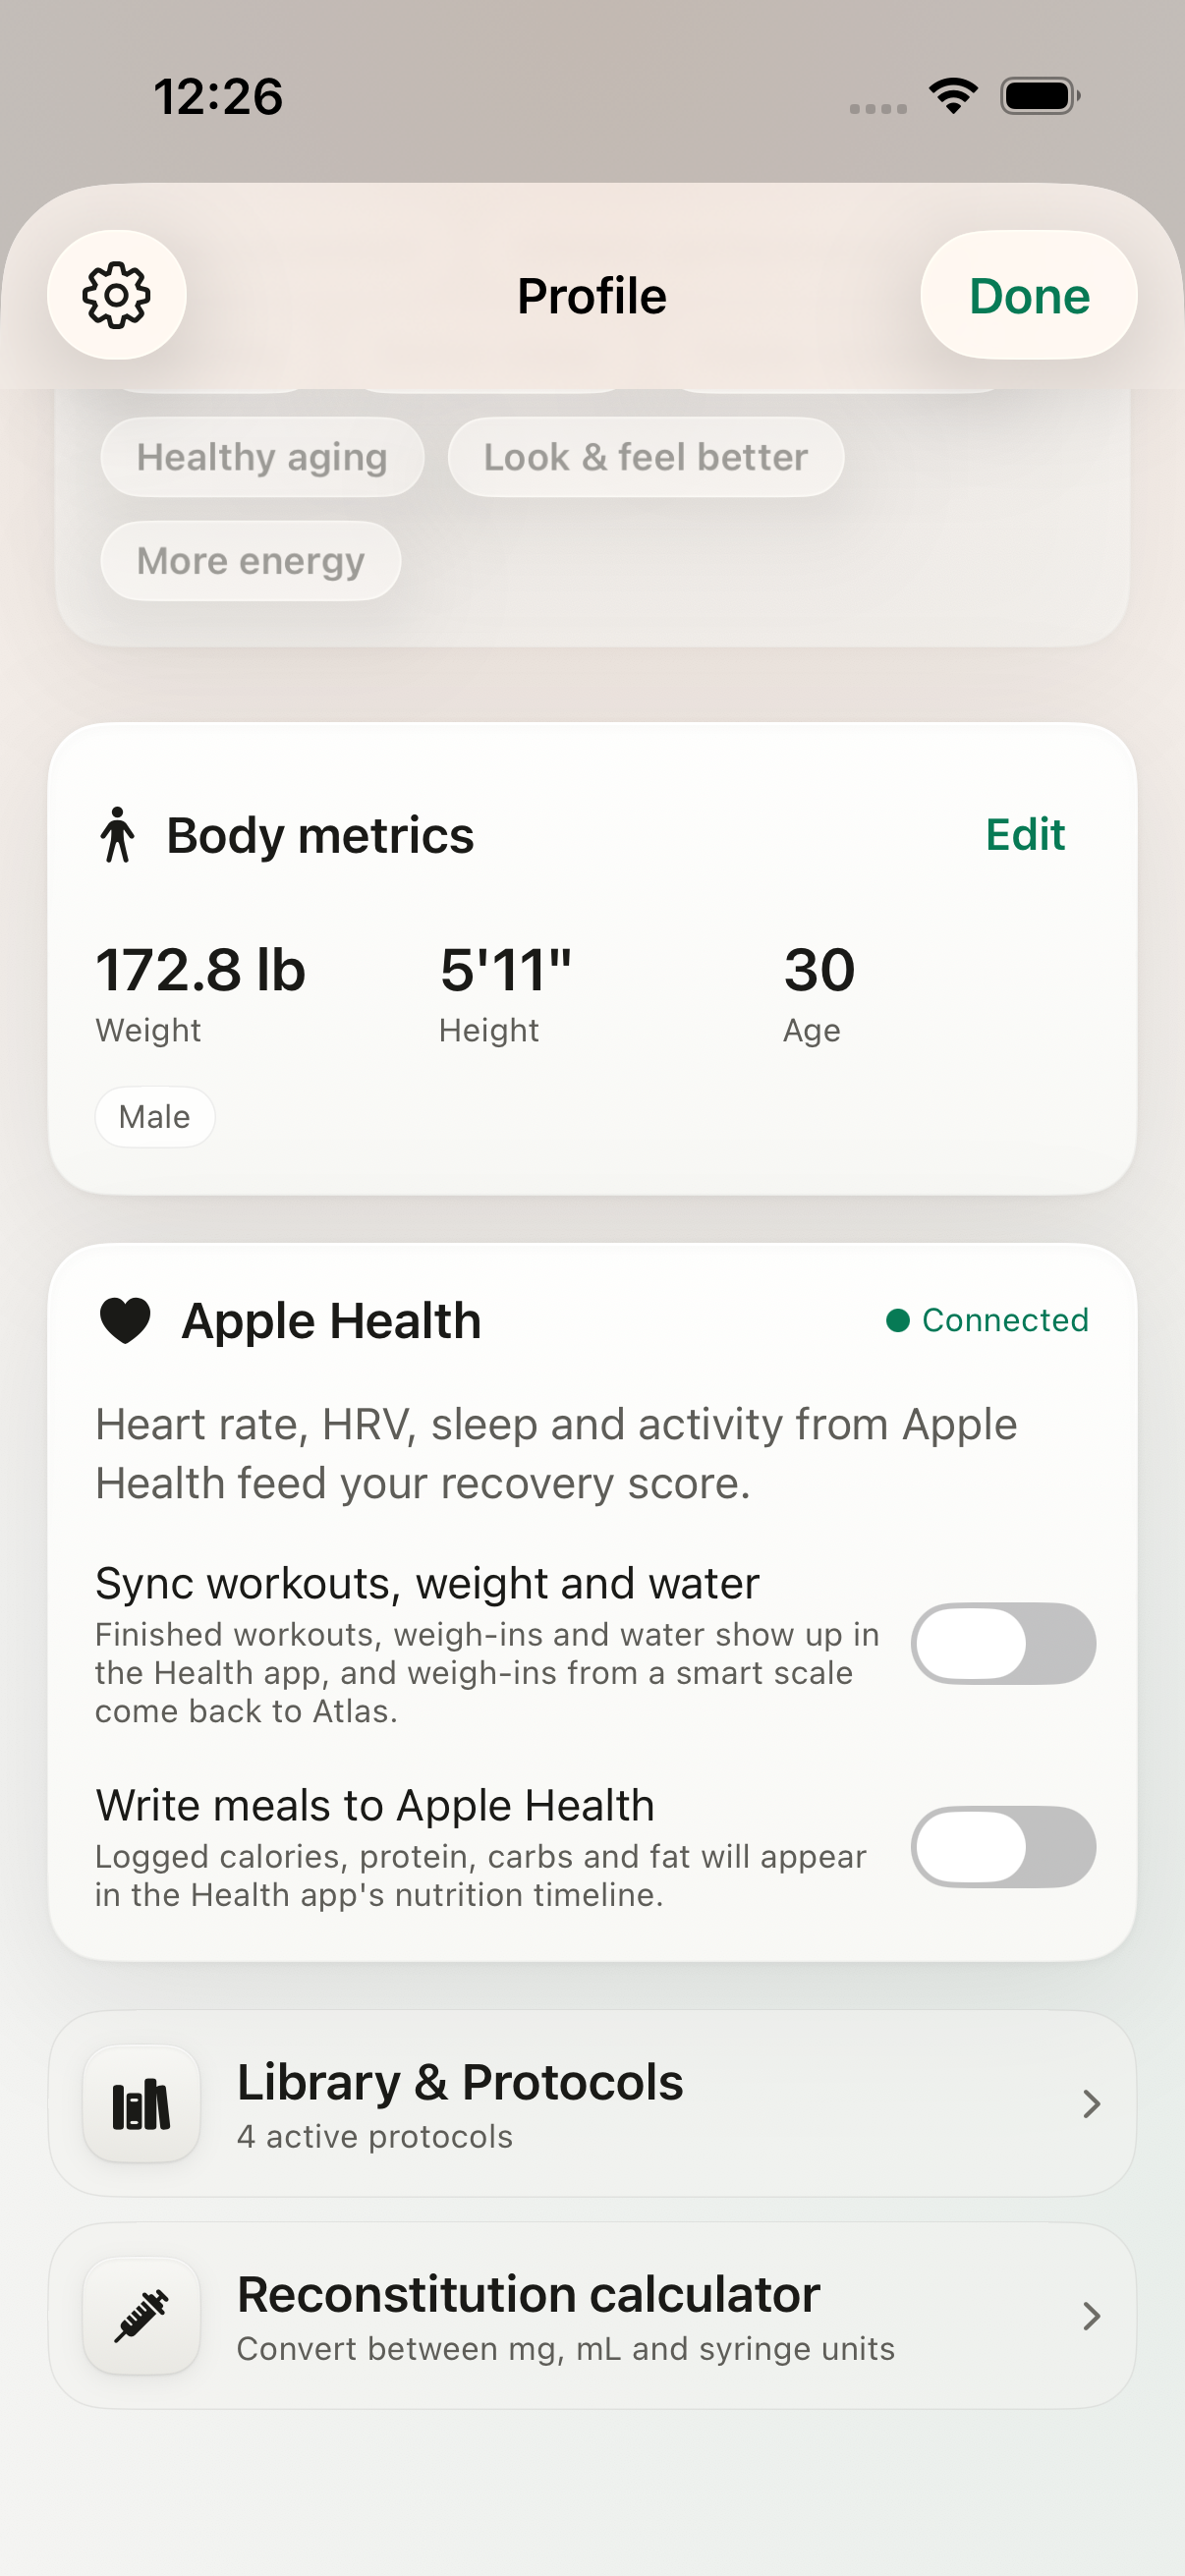 12:26
Profile
Done
Healthy aging
Look & feel better
More energy
Body metrics
Edit
172.8 lb
5'11"
30
Weight
Height
Age
Male
Apple Health
Connected
Heart rate, HRV, sleep and activity from Apple
Health feed your recovery score.
Sync workouts, weight and water
Finished workouts, weigh-ins and water show up in
the Health app, and weigh-ins from a smart scale
come back to Atlas.
Write meals to Apple Health
Logged calories, protein, carbs and fat will appear
in the Health app's nutrition timeline.
Library & Protocols
4 active protocols
Reconstitution calculator
Convert between mg, mL and syringe units